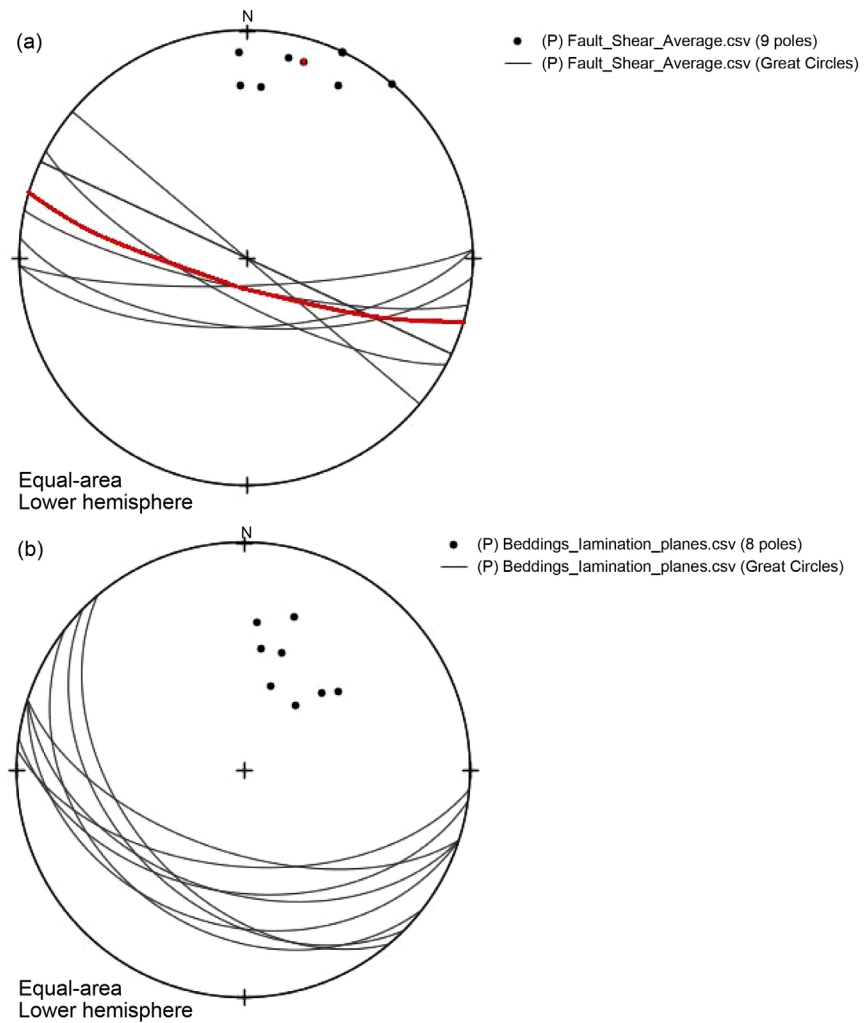 (a)
N
(P) Fault_Shear_Average.csv (9 poles)
(P) Fault_Shear_Average.csv (Great Circles)
Equal-area
Lower hemisphere
(b)
N
(P) Beddings_lamination_planes.csv (8 poles)
(P) Beddings_lamination_planes.csv (Great Circles)
Equal-area
Lower hemisphere